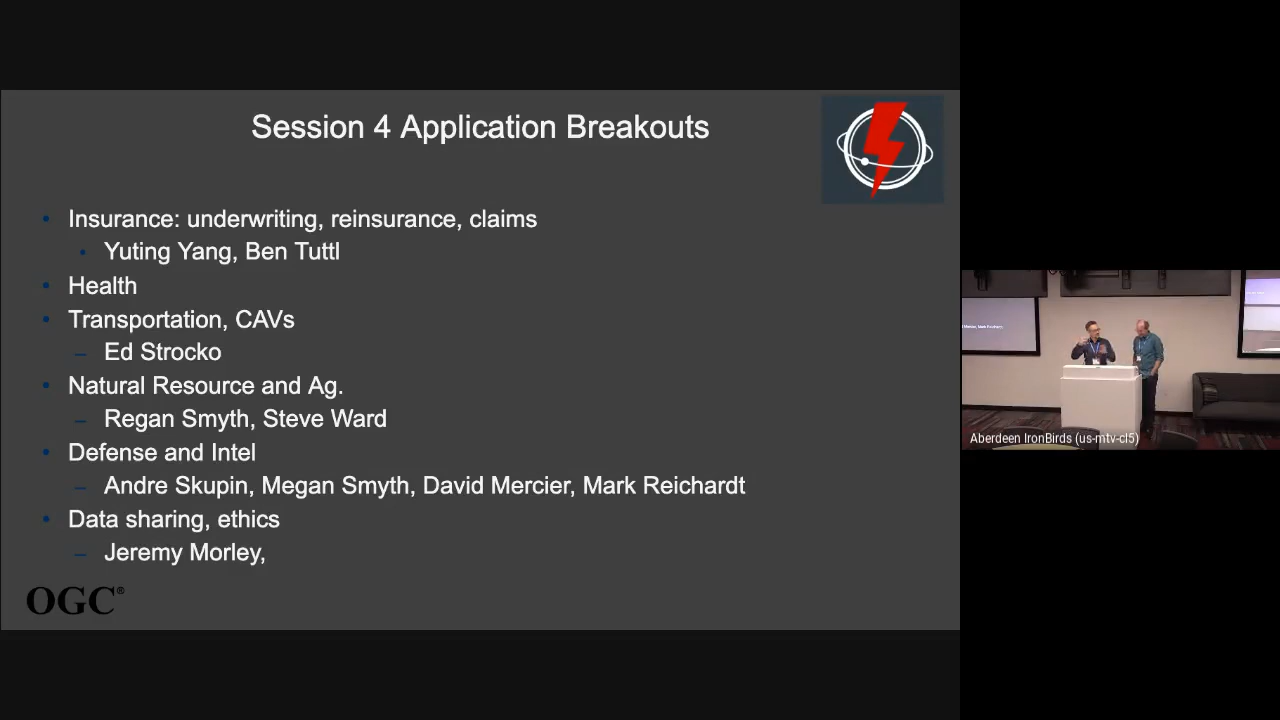 Session 4 Application Breakouts
• Insurance: underwriting, reinsurance, claims
• Yuting Yang, Ben Tuttl
• Health
• Transportation, CAVs
– Ed Strocko
• Natural Resource and Ag.
– Regan Smyth, Steve Ward
• Defense and Intel
– Andre Skupin, Megan Smyth, David Mercier, Mark Reichardt
• Data sharing, ethics
– Jeremy Morley,
OGC®
Aberdeen IronBirds (us-mtv-cl5)